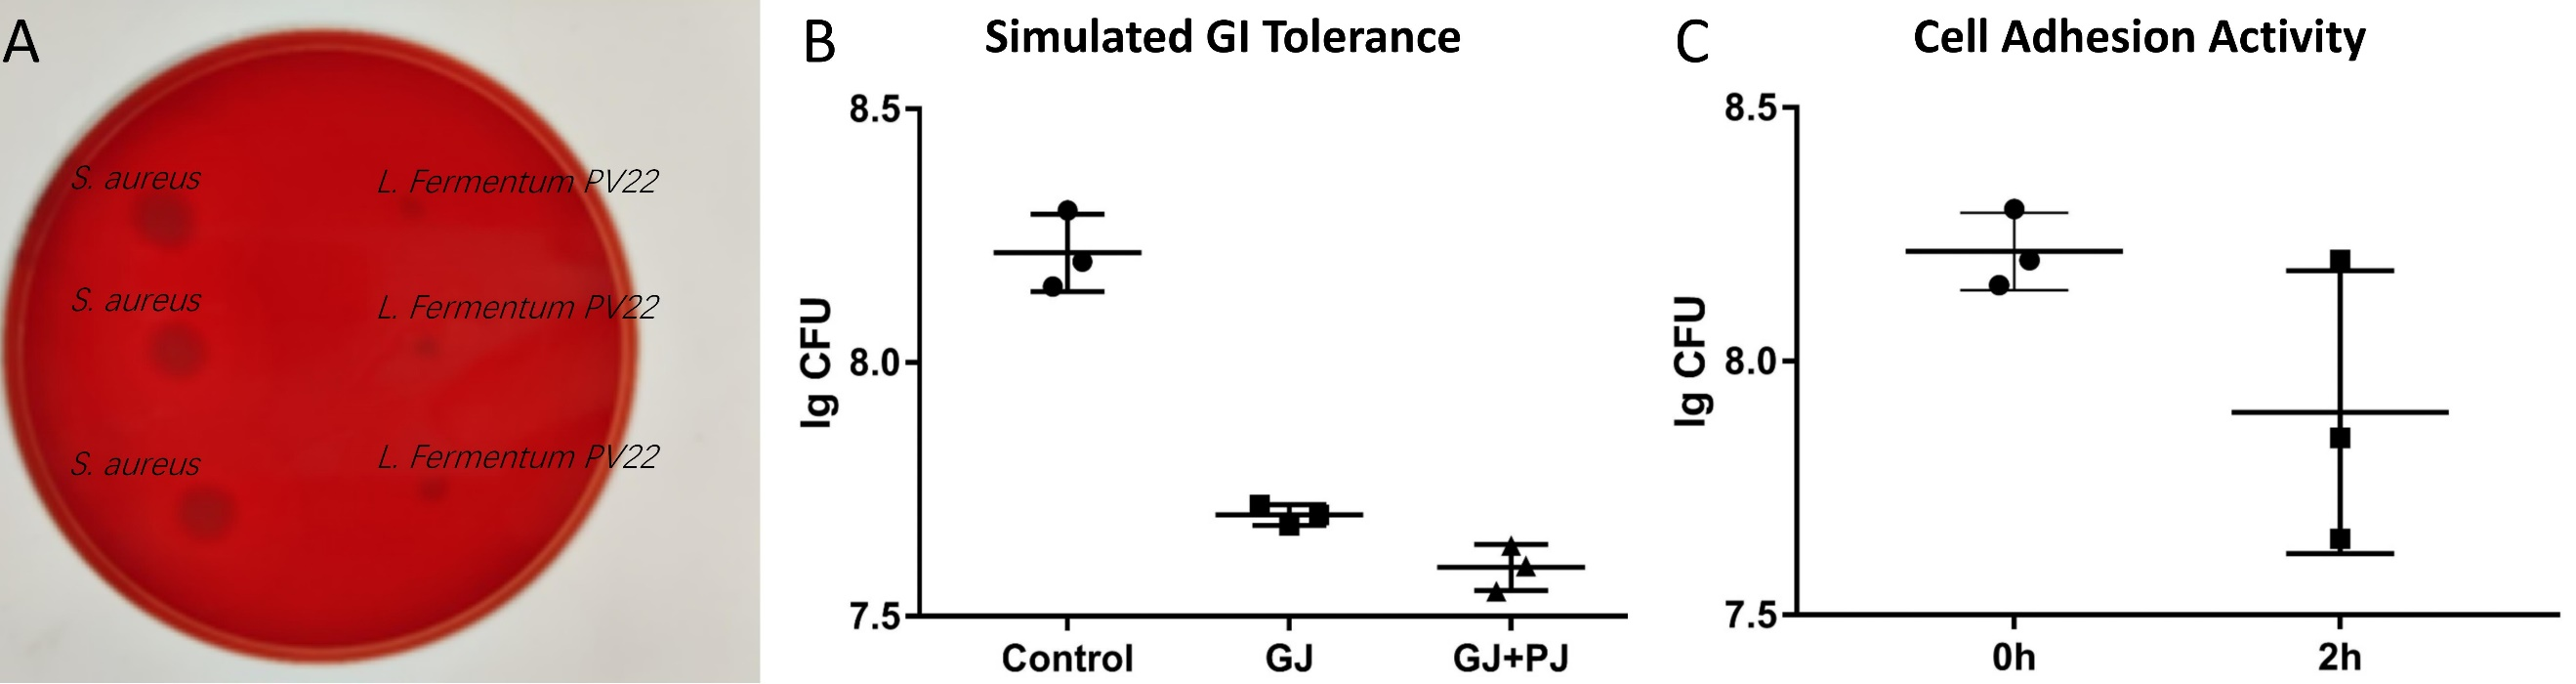 A
S. aureus
L. Fermentum PV22
S. aureus
L. Fermentum PV22
S. aureus
L. Fermentum PV22
B
Simulated GI Tolerance
lg CFU
8.5
8.0
7.5
Control GJ GJ+PJ
C
Cell Adhesion Activity
lg CFU
8.5
8.0
7.5
0h 2h